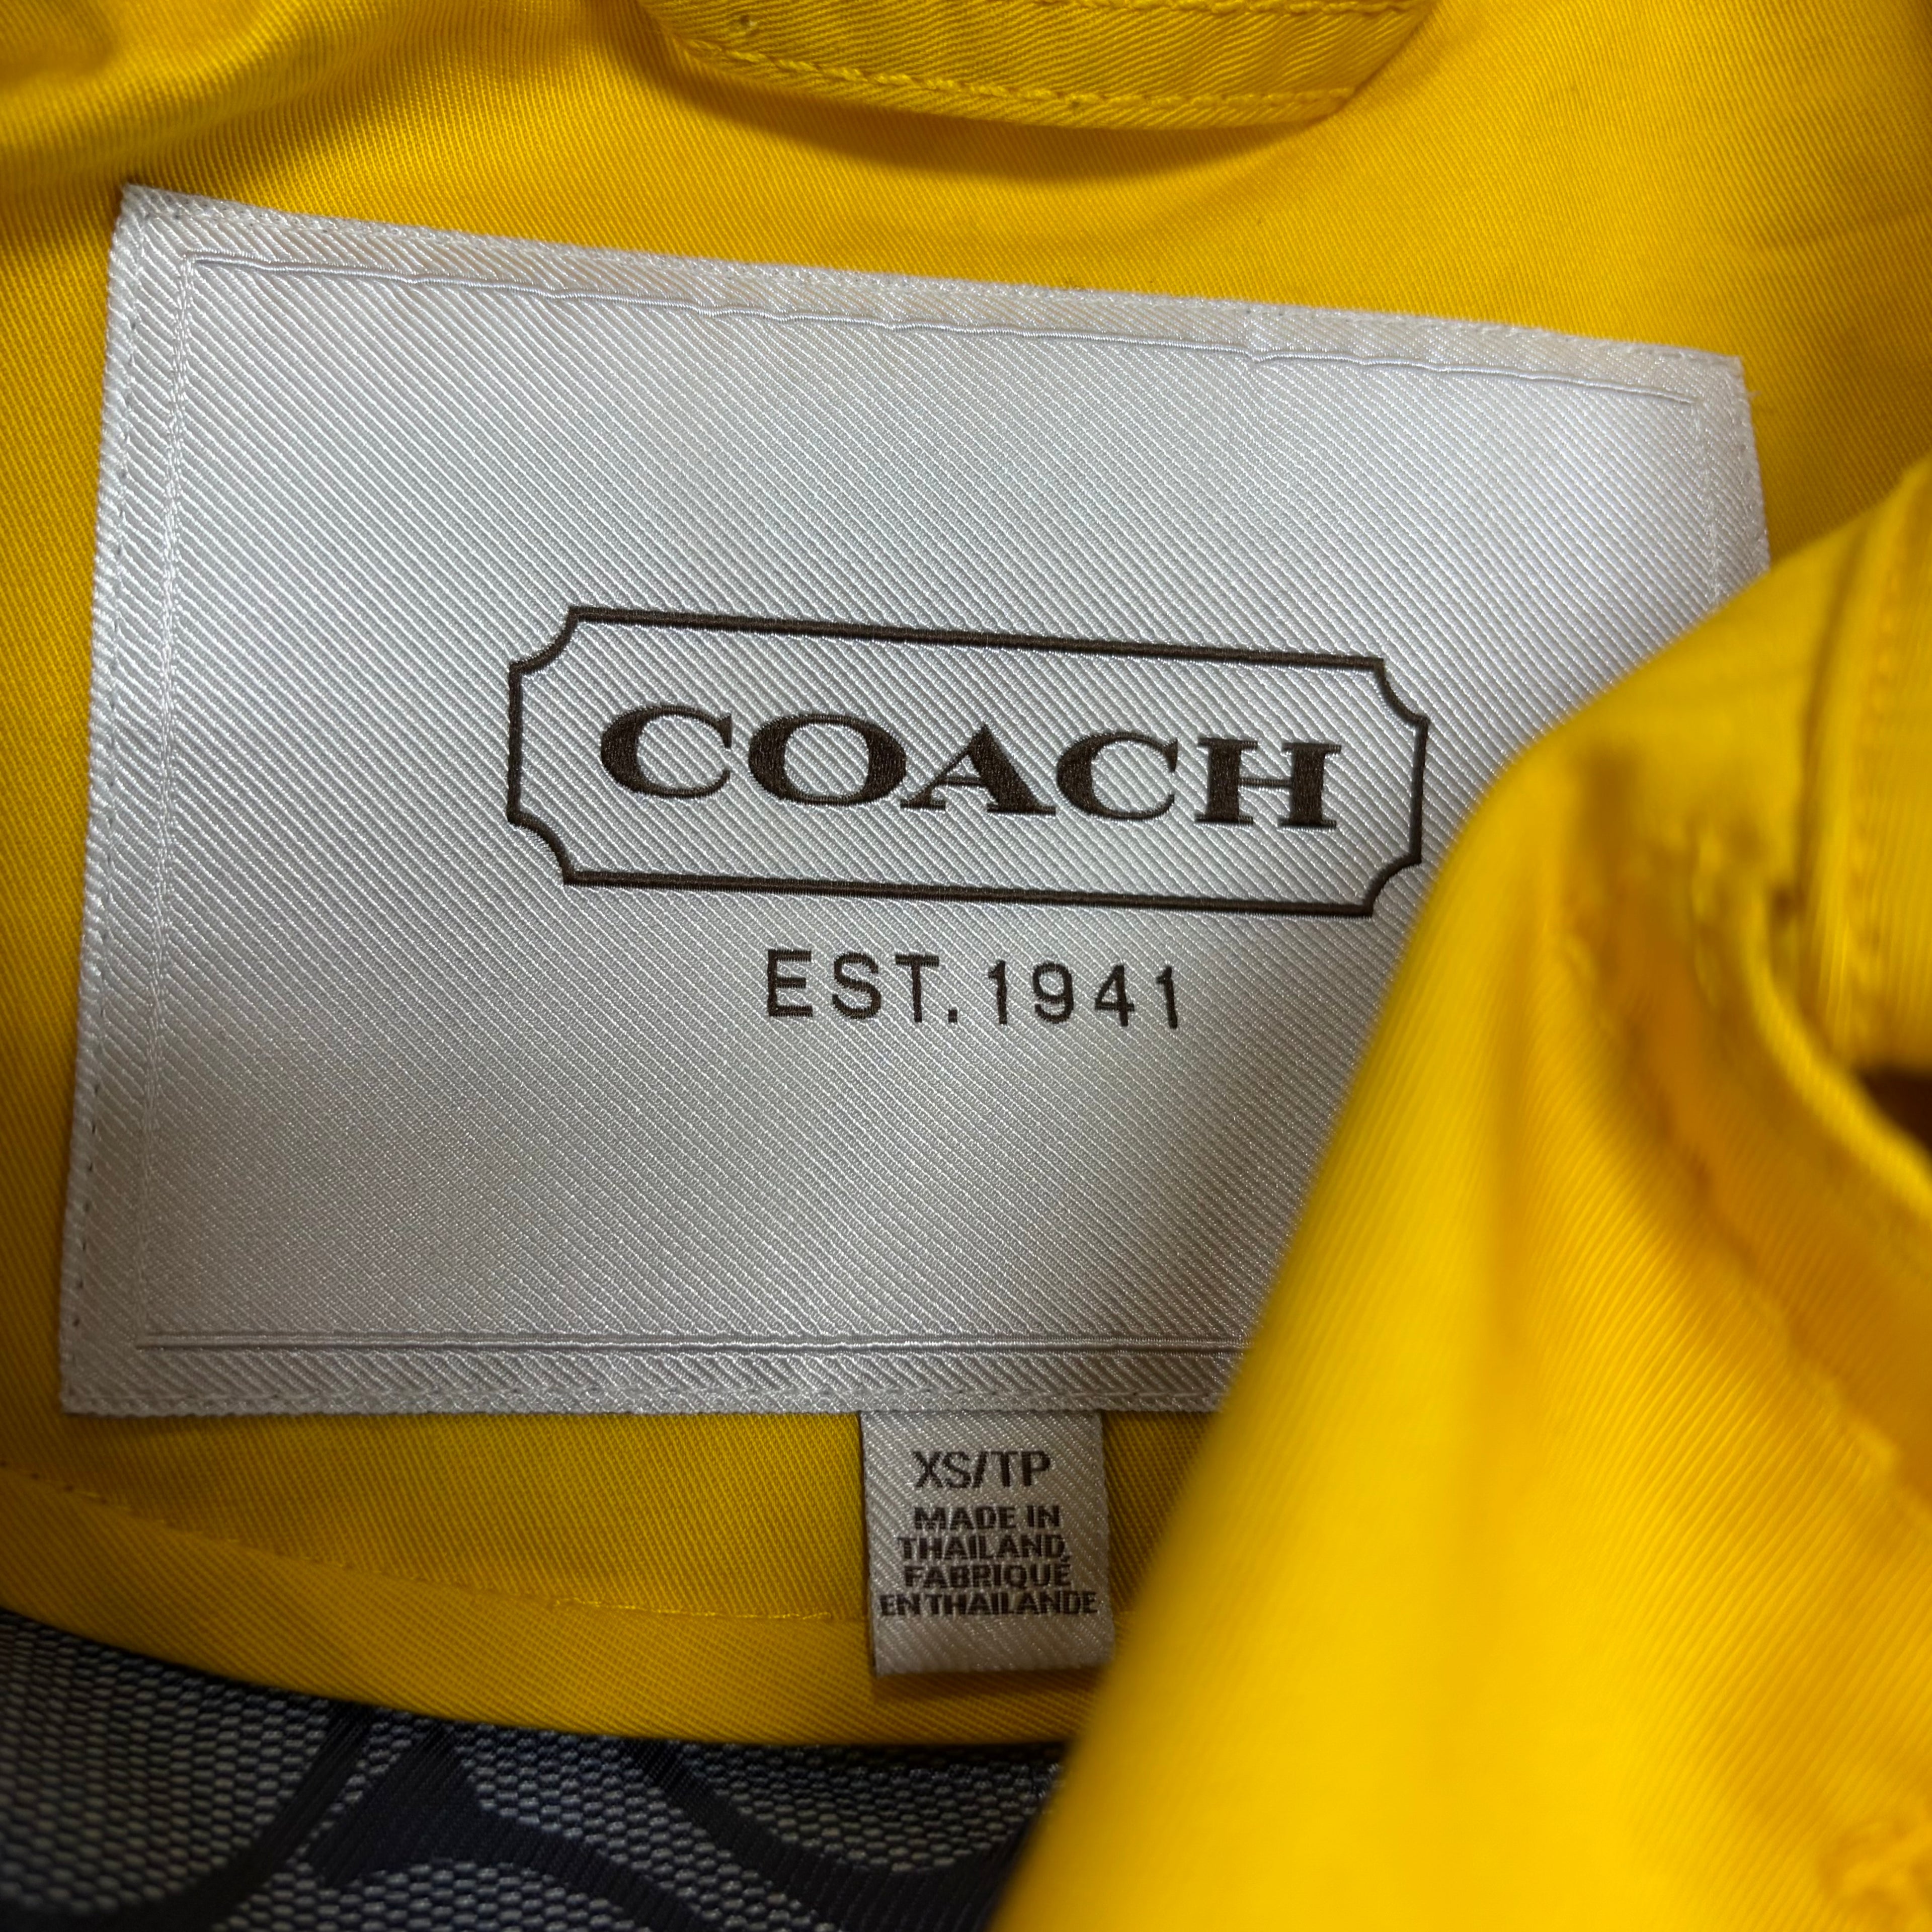 COACH
EST. 1941
XS/TP
MADE IN
THAILAND,
FABRIQUÉ
EN THAILANDE